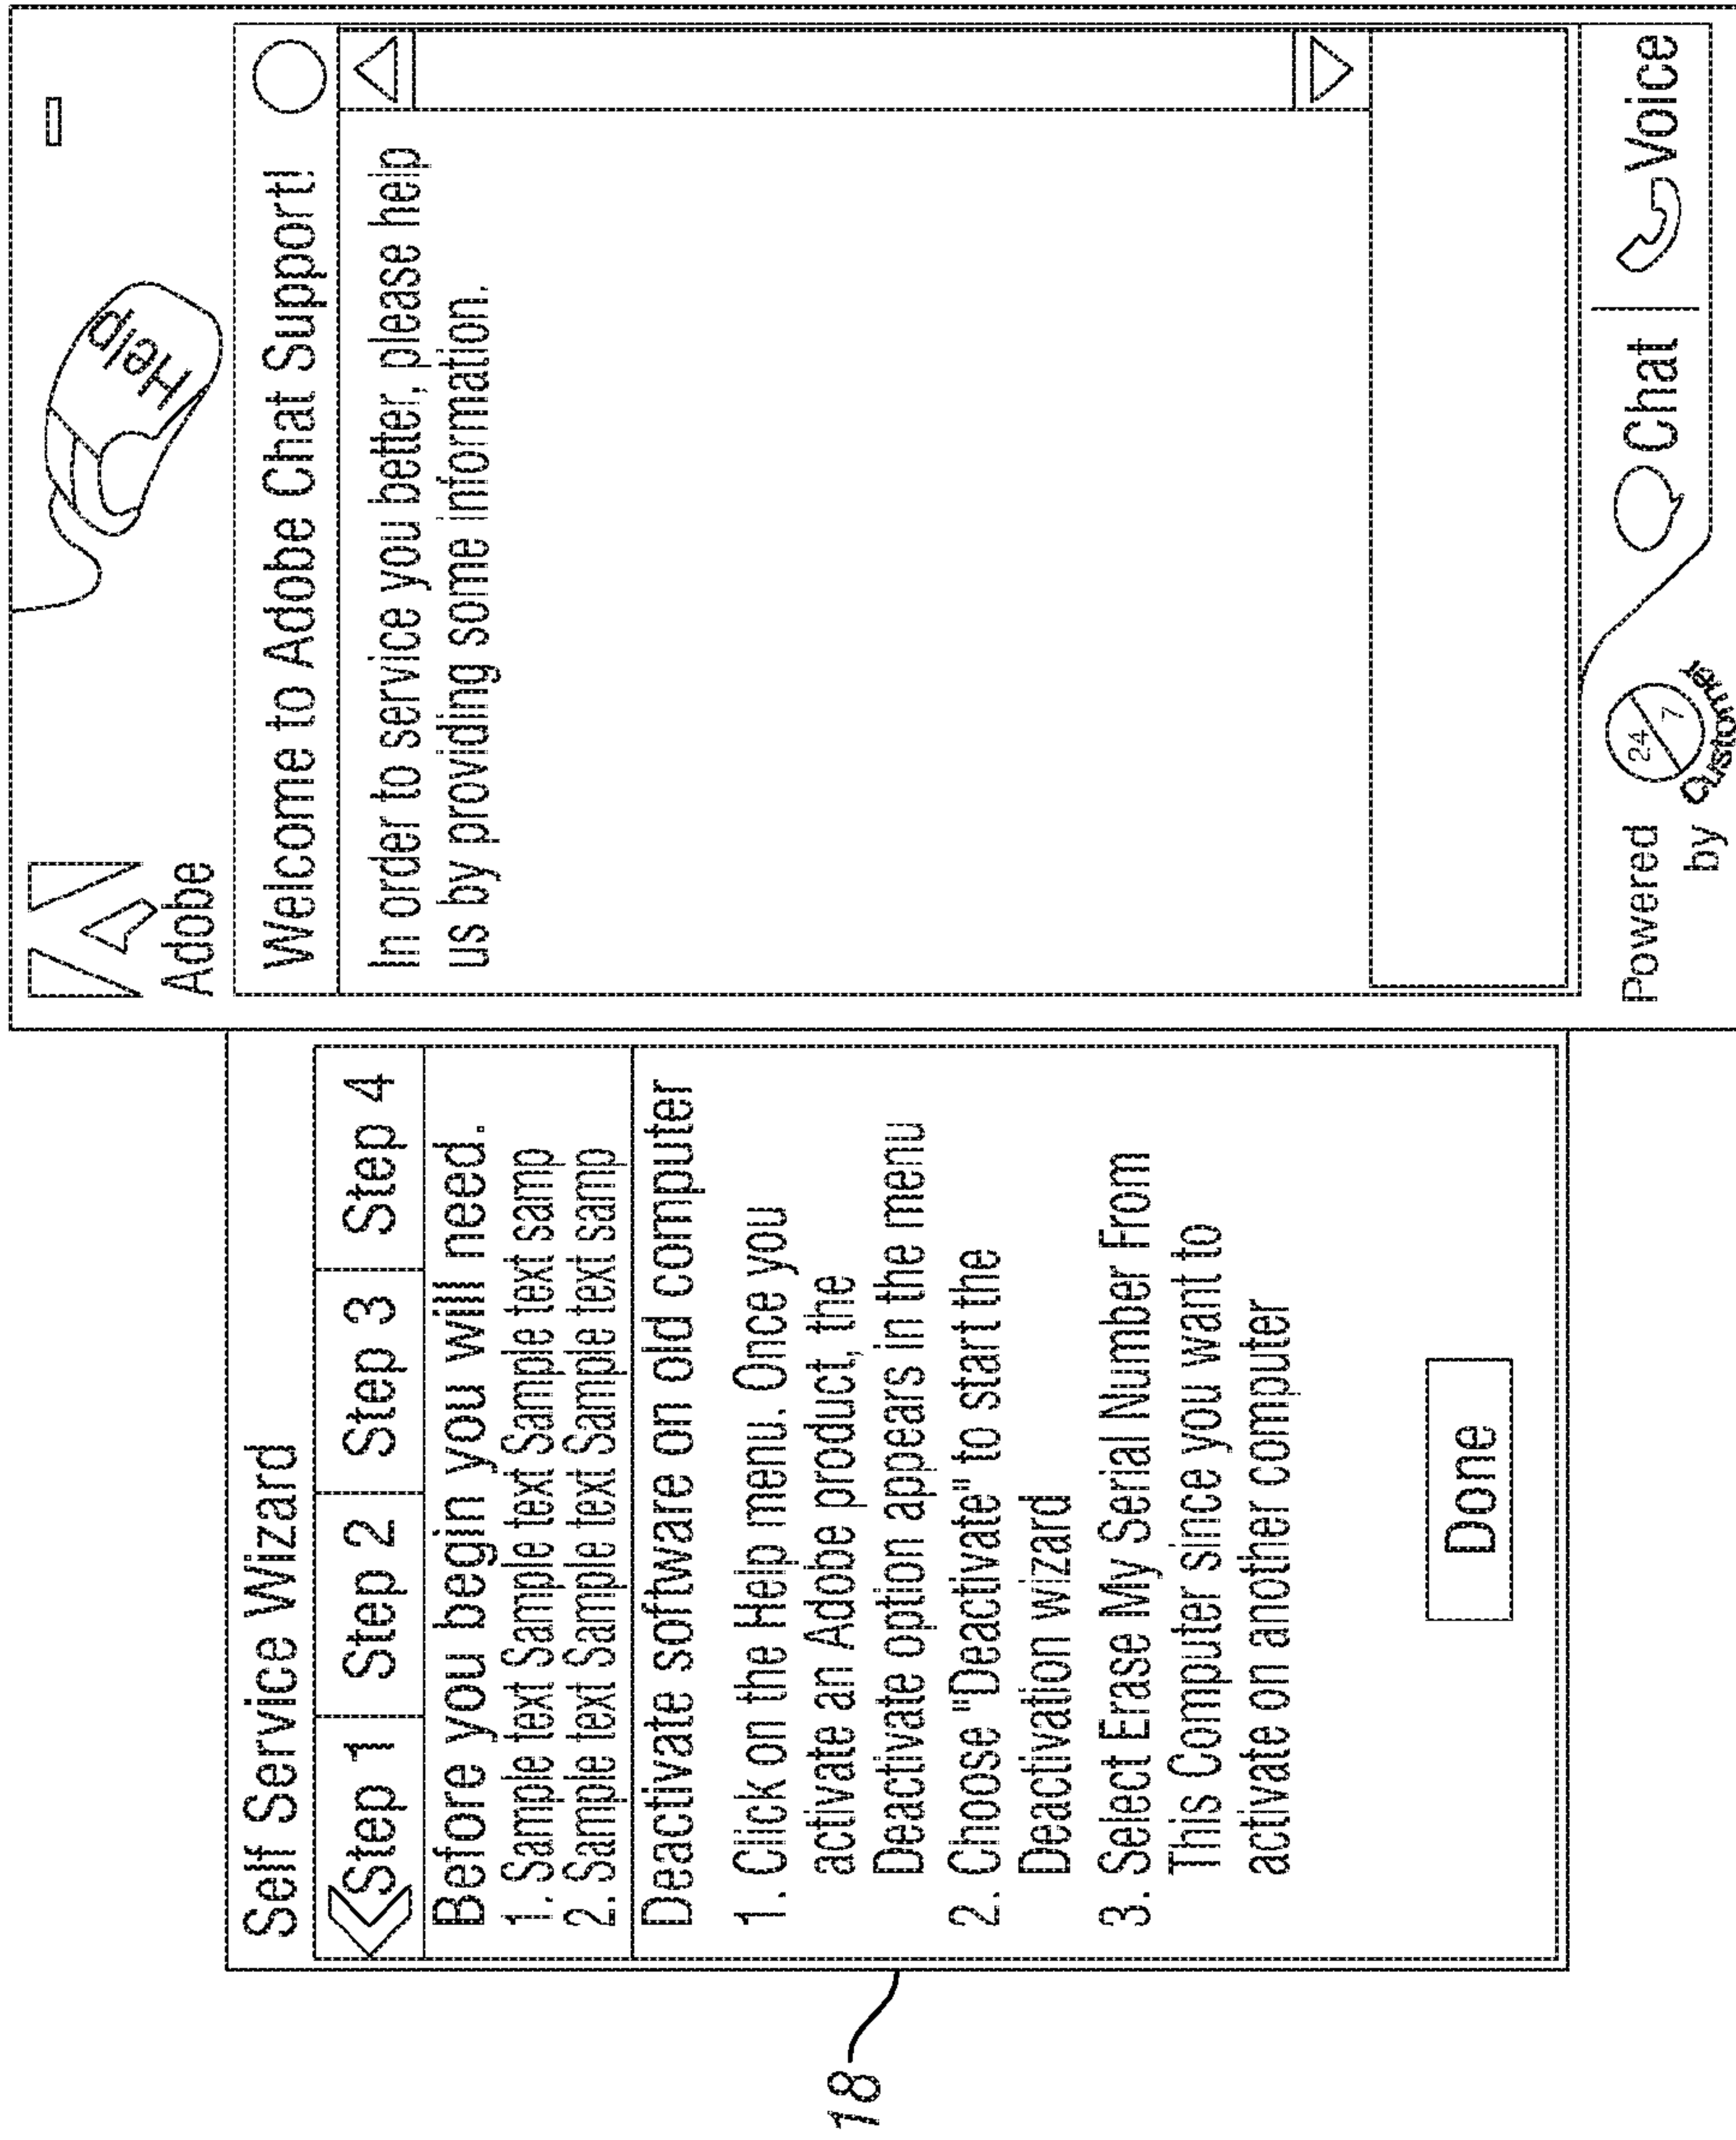 18
Self Service Wizard
Step 1 Step 2 Step 3 Step 4
Before you begin you will need.
1. Sample text Sample text Sample text samp
2. Sample text Sample text Sample text samp
Deactivate software on old computer
1. Click on the Help menu. Once you
activate an Adobe product, the
Deactivate option appears in the menu
2. Choose "Deactivate" to start the
Deactivation wizard
3. Select Erase My Serial Number From
This Computer since you want to
activate on another computer
Done
Adobe
Help
Welcome to Adobe Chat Support!
In order to service you better, please help
us by providing some information.
Powered
by
24/7
Customer
Chat
Voice